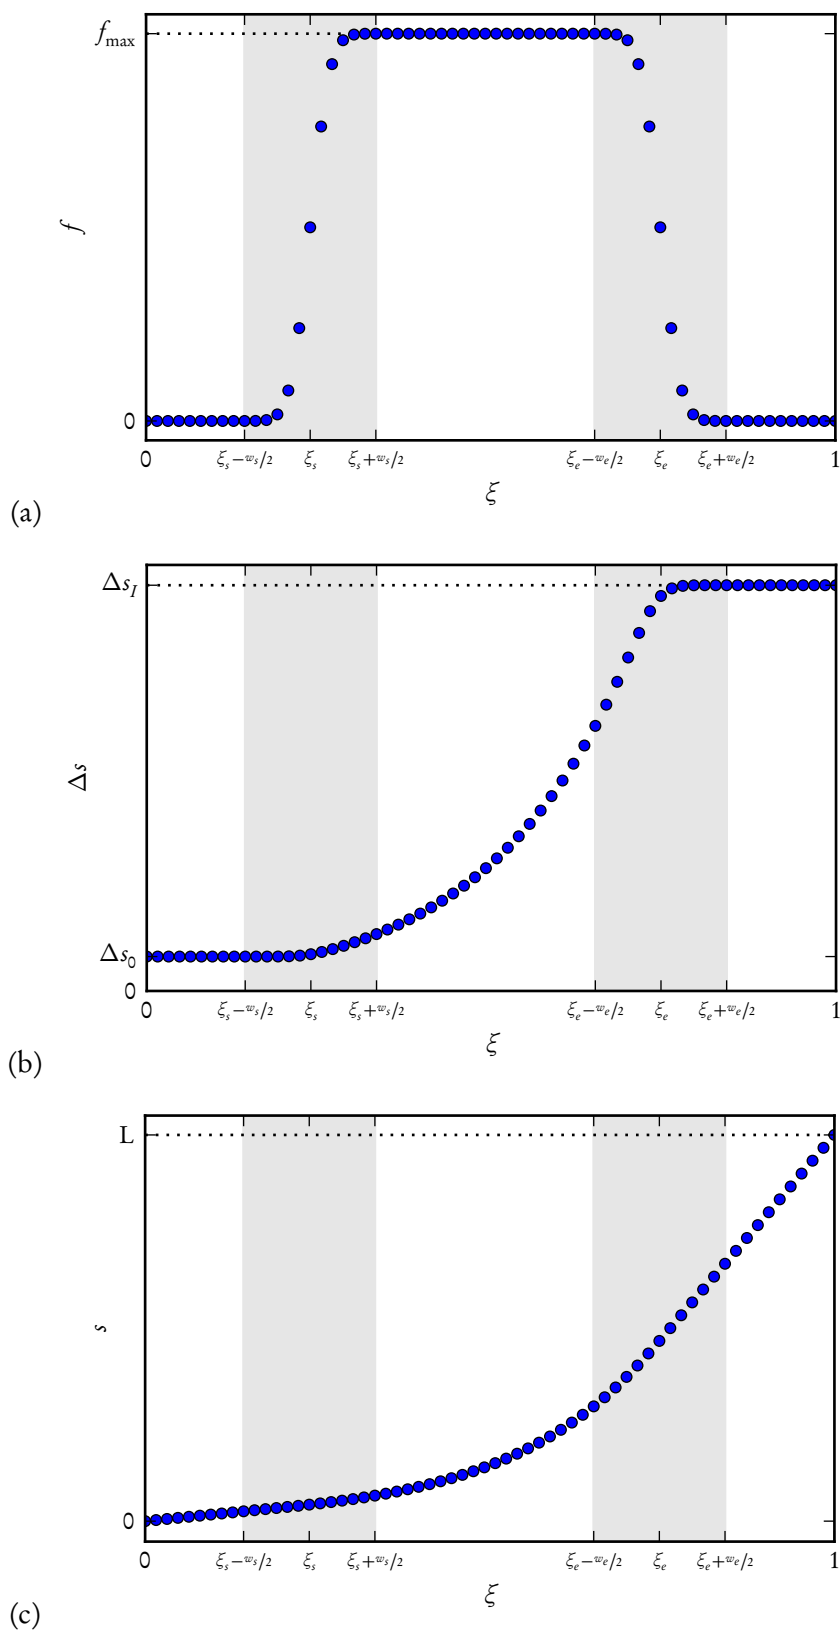 f_max
f
0
0 ξ_s−w_s/2 ξ_s ξ_s+w_s/2 ξ_e−w_e/2 ξ_e ξ_e+w_e/2 1
ξ
(a)
Δs_I
Δs
Δs_0
0
0 ξ_s−w_s/2 ξ_s ξ_s+w_s/2 ξ_e−w_e/2 ξ_e ξ_e+w_e/2 1
ξ
(b)
L
s
0
0 ξ_s−w_s/2 ξ_s ξ_s+w_s/2 ξ_e−w_e/2 ξ_e ξ_e+w_e/2 1
ξ
(c)